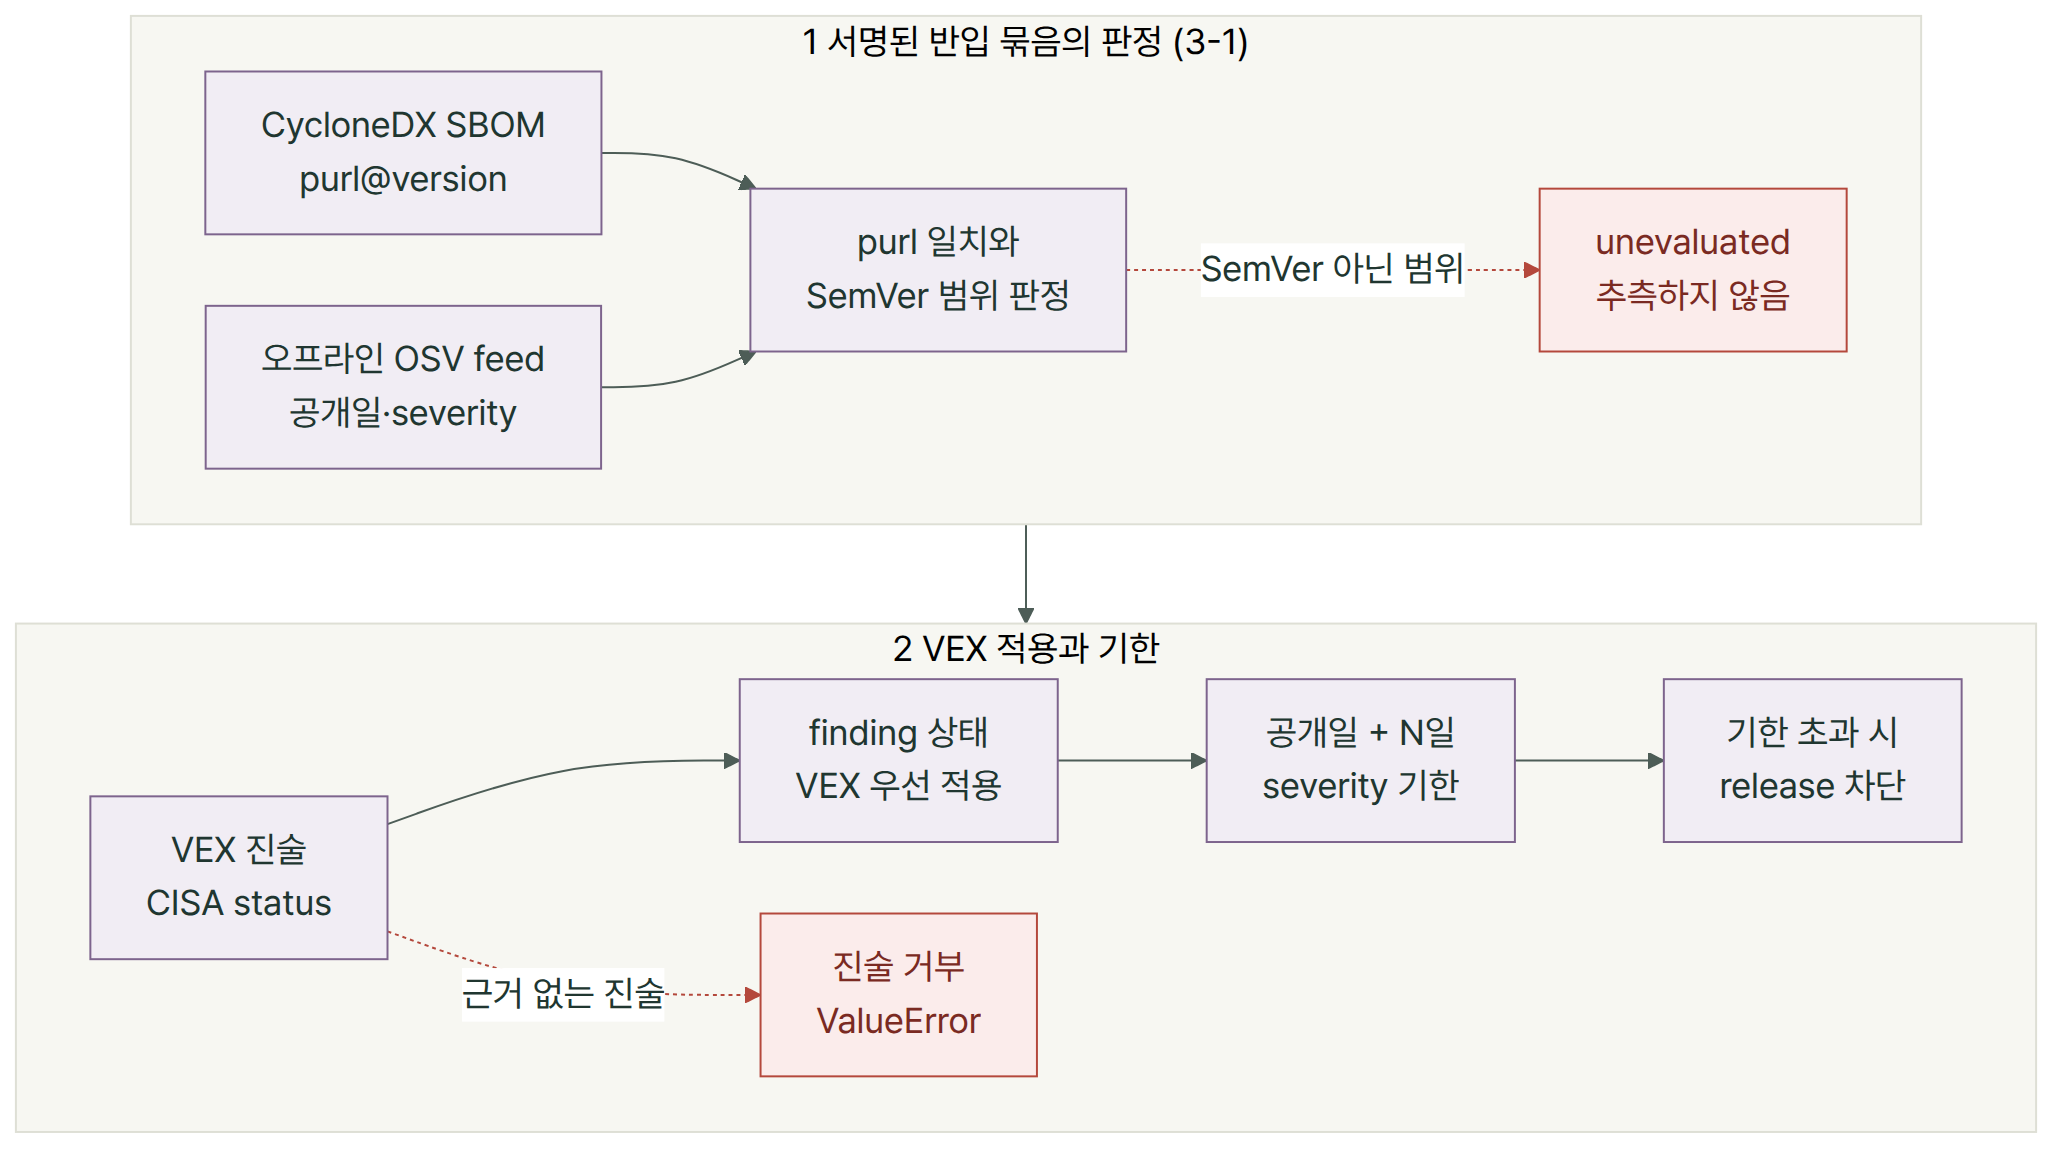 1 서명된 반입 묶음의 판정 (3-1)
CycloneDX SBOM
purl@version
오프라인 OSV feed
공개일·severity
purl 일치와
SemVer 범위 판정
SemVer 아닌 범위
unevaluated
추측하지 않음
2 VEX 적용과 기한
VEX 진술
CISA status
finding 상태
VEX 우선 적용
공개일 + N일
severity 기한
기한 초과 시
release 차단
근거 없는 진술
진술 거부
ValueError